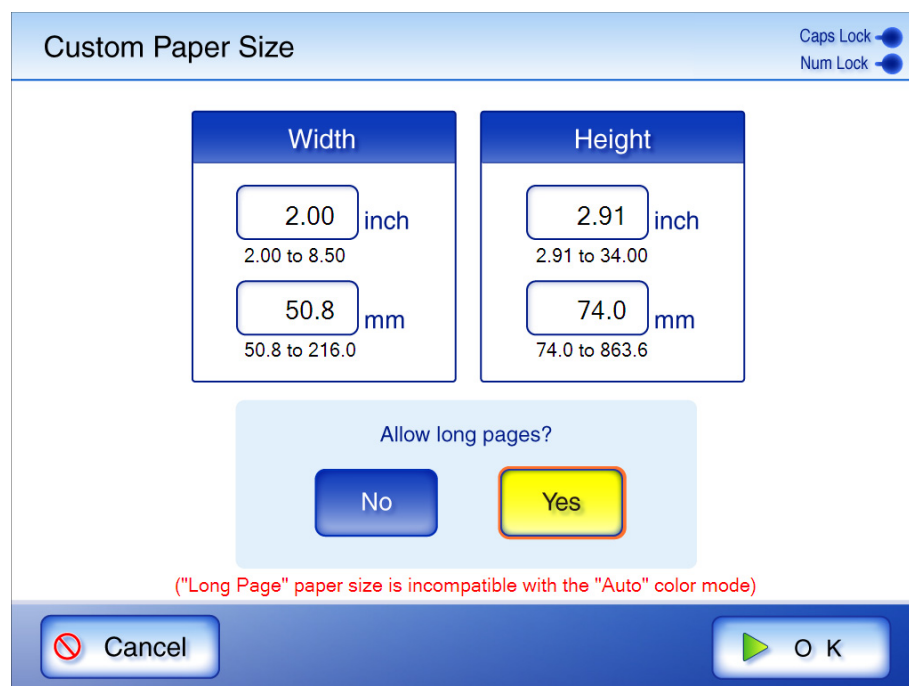 Custom Paper Size
Caps Lock
Num Lock
Width
Height
2.00 inch
2.91 inch
2.00 to 8.50
2.91 to 34.00
50.8 mm
74.0 mm
50.8 to 216.0
74.0 to 863.6
Allow long pages?
No
Yes
("Long Page" paper size is incompatible with the "Auto" color mode)
Cancel
O K